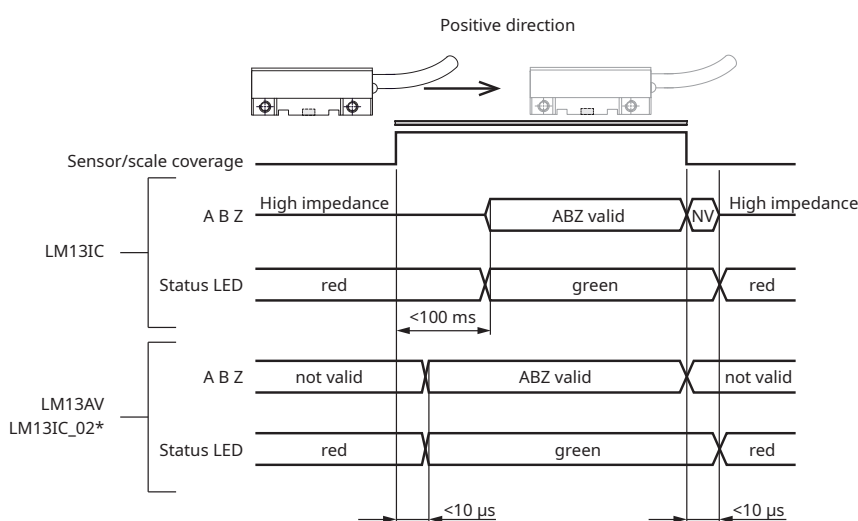 Positive direction
Sensor/scale coverage
High impedance
A B Z
ABZ valid
NV
High impedance
LM13IC
Status LED
red
green
red
<100 ms
A B Z
not valid
ABZ valid
not valid
LM13AV
LM13IC_02*
Status LED
red
green
red
<10 µs
<10 µs